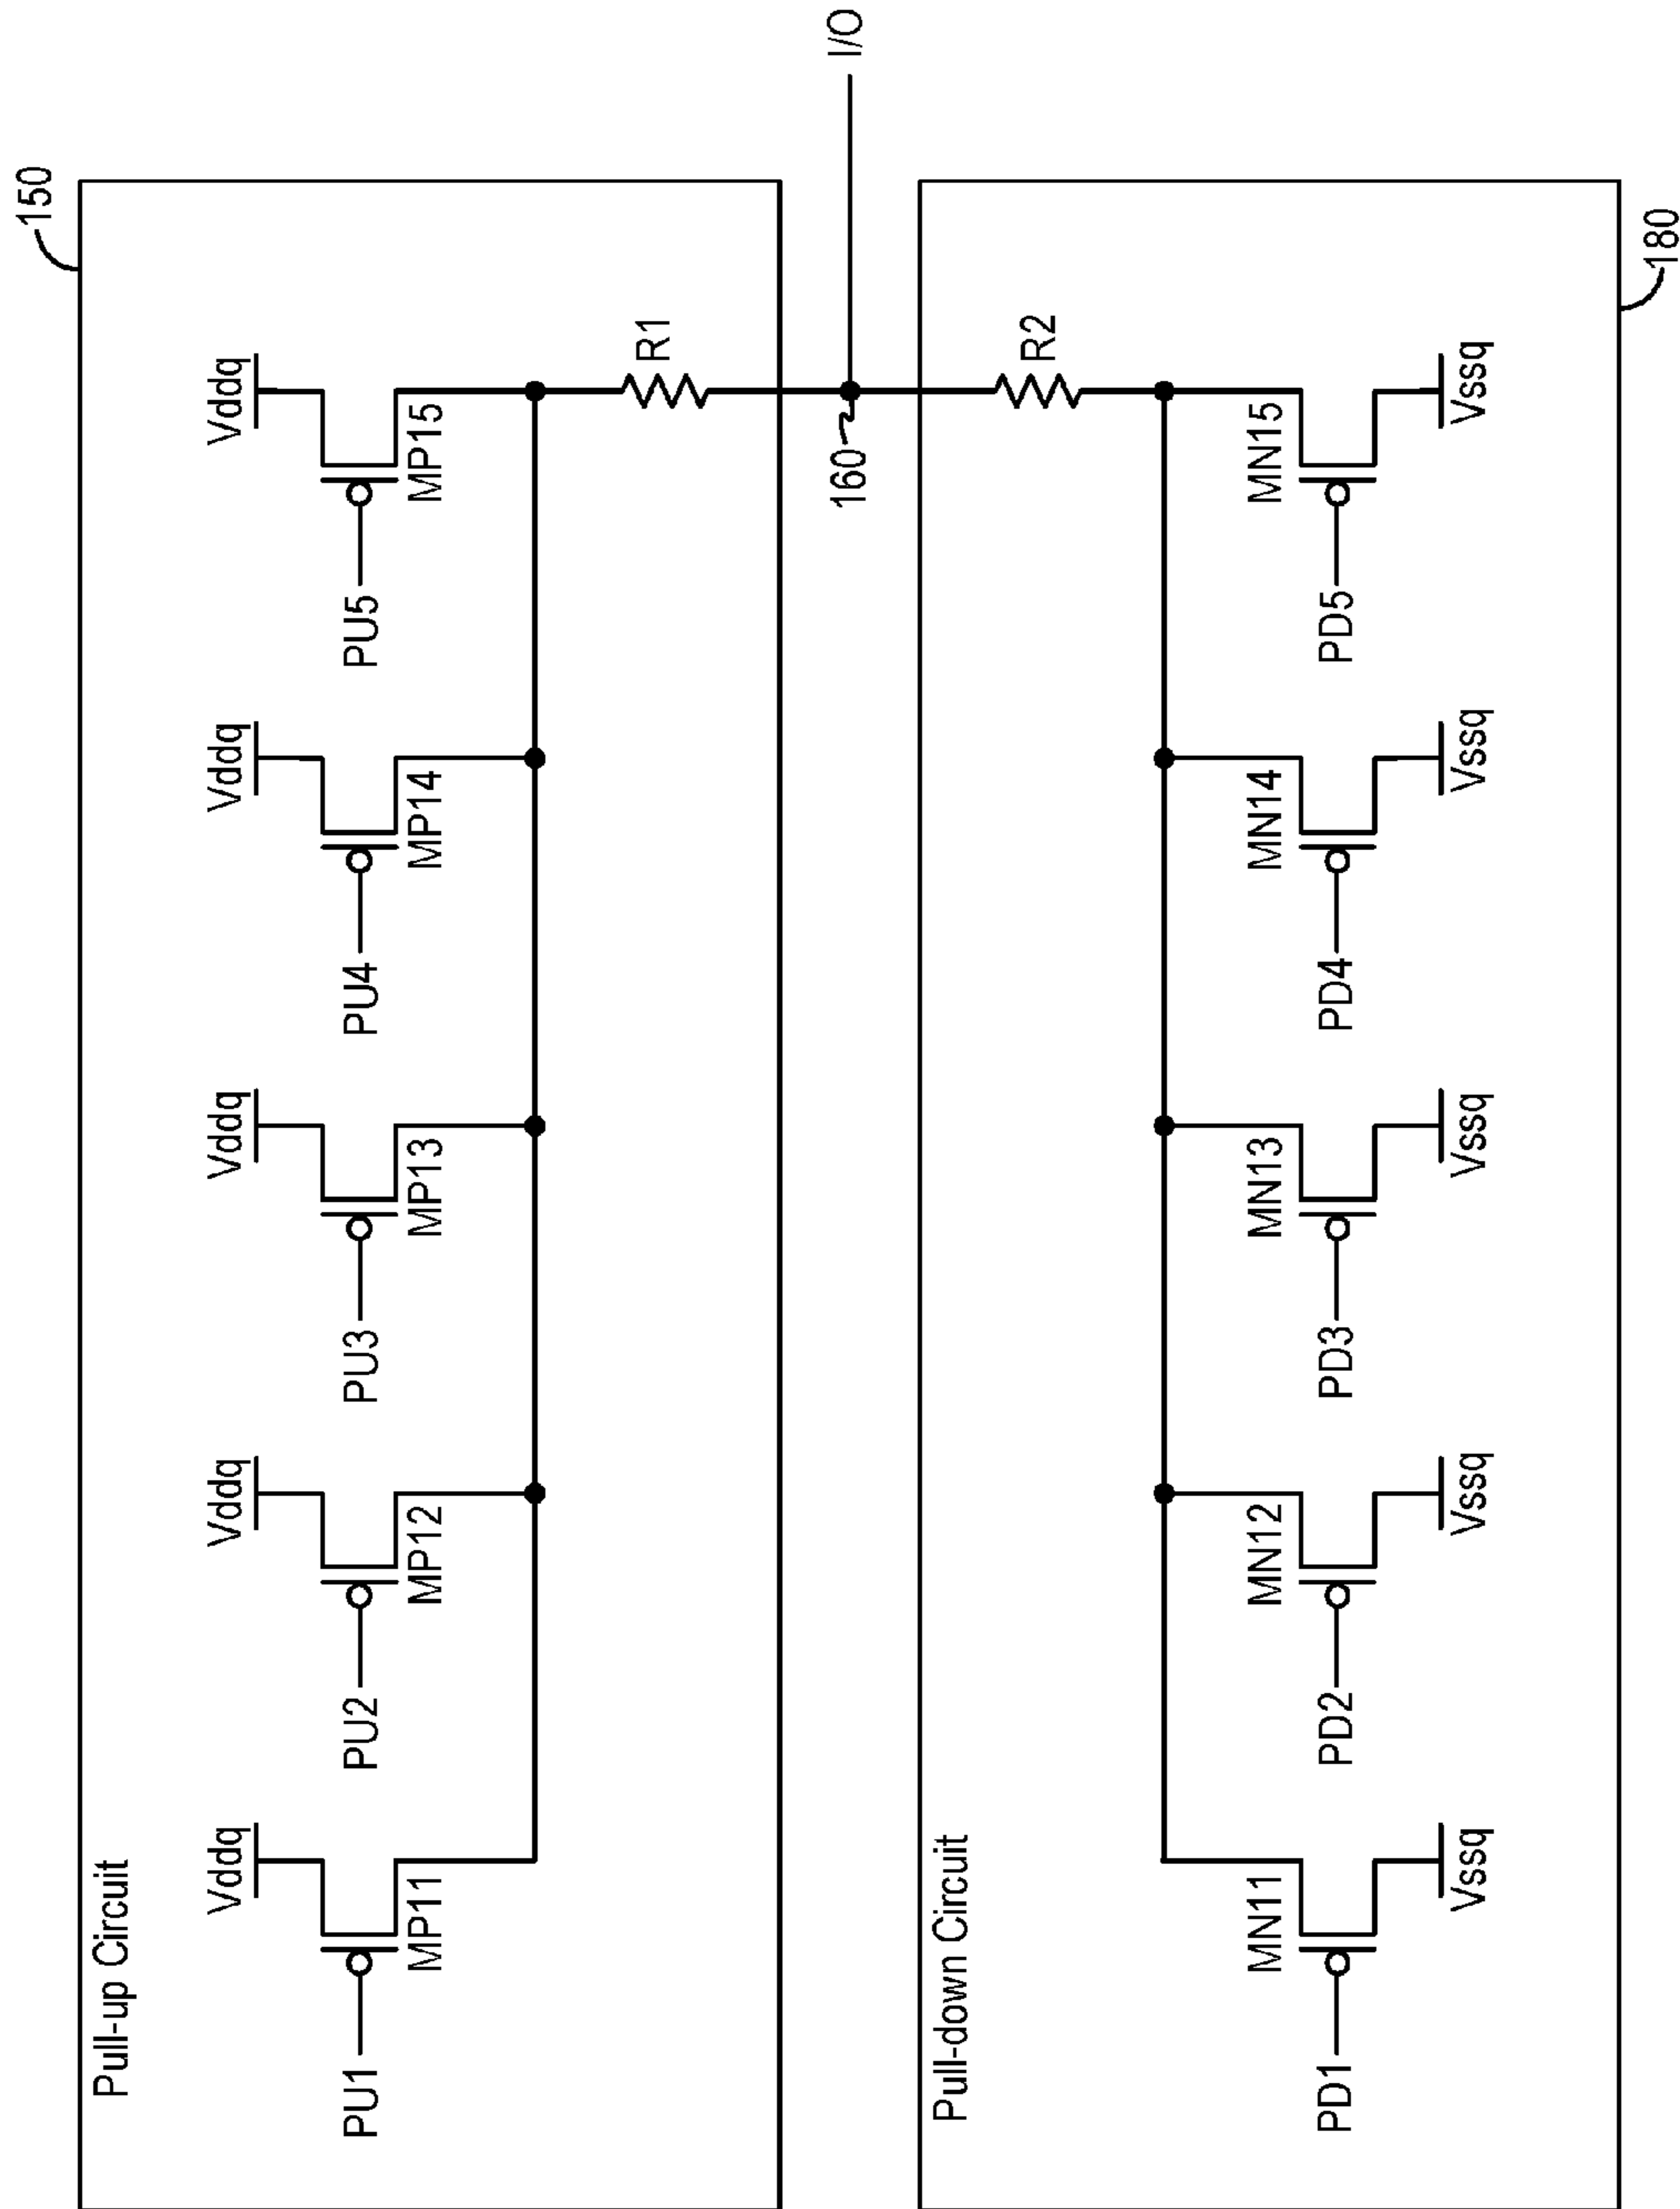 150
Pull-up Circuit
Vddq Vddq Vddq Vddq Vddq
PU1 PU2 PU3 PU4 PU5
MP11 MP12 MP13 MP14 MP15
R1
160 I/O
Pull-down Circuit
R2
MN11 MN12 MN13 MN14 MN15
PD1 PD2 PD3 PD4 PD5
Vssq Vssq Vssq Vssq Vssq
180